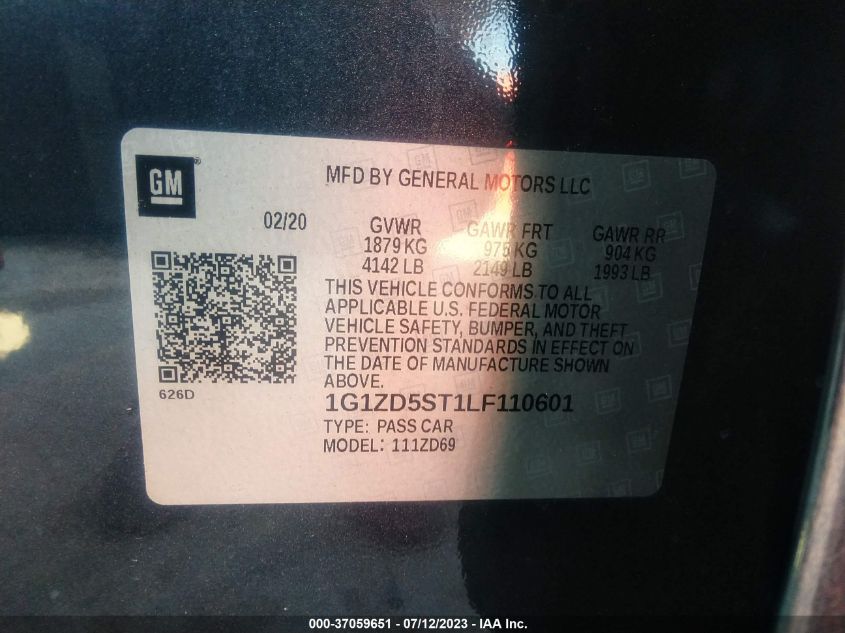 GM ®
MFD BY GENERAL MOTORS LLC
02/20 GVWR GAWR FRT GAWR RR
1879 KG 975 KG 904 KG
4142 LB 2149 LB 1993 LB
THIS VEHICLE CONFORMS TO ALL
APPLICABLE U.S. FEDERAL MOTOR
VEHICLE SAFETY, BUMPER, AND THEFT
PREVENTION STANDARDS IN EFFECT ON
THE DATE OF MANUFACTURE SHOWN
ABOVE.
626D
1G1ZD5ST1LF110601
TYPE: PASS CAR
MODEL: 111ZD69
000-37059651 - 07/12/2023 - IAA Inc.